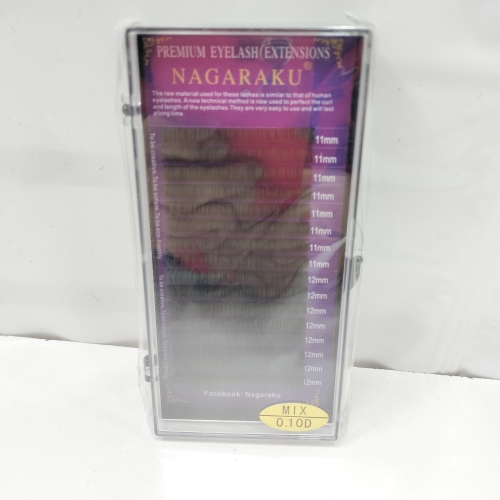 PREMIUM EYELASH EXTENSIONS
NAGARAKU®
The raw material used for these lashes is similar to that of human
eyelashes. A new technical method is now used to perfect the curl
and length of the eyelashes. They are very easy to use and will last
a long time.
11mm
11mm
11mm
11mm
11mm
11mm
11mm
11mm
12mm
12mm
12mm
12mm
12mm
12mm
12mm
Facebook: Nagaraku
MIX
0.10D